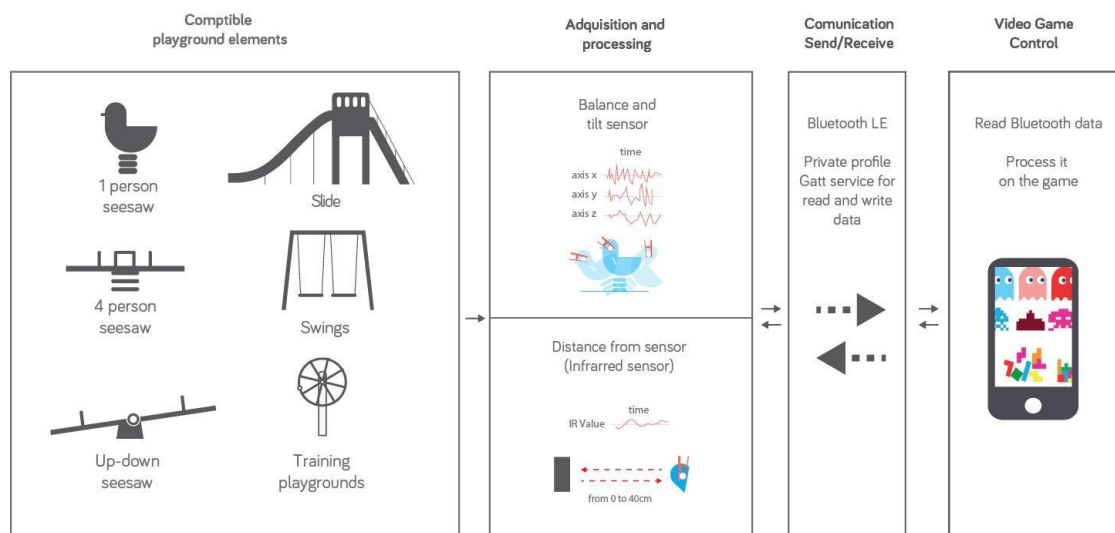 Comptible
playground elements
1 person
seesaw
Slide
4 person
seesaw
Swings
Up-down
seesaw
Training
playgrounds
Adquisition and
processing
Balance and
tilt sensor
time
axis x
axis y
axis z
Distance from sensor
(Infrarred sensor)
time
IR Value
from 0 to 40cm
Comunication
Send/Receive
Bluetooth LE
Private profile
Gatt service for
read and write
data
Video Game
Control
Read Bluetooth data
Process it
on the game